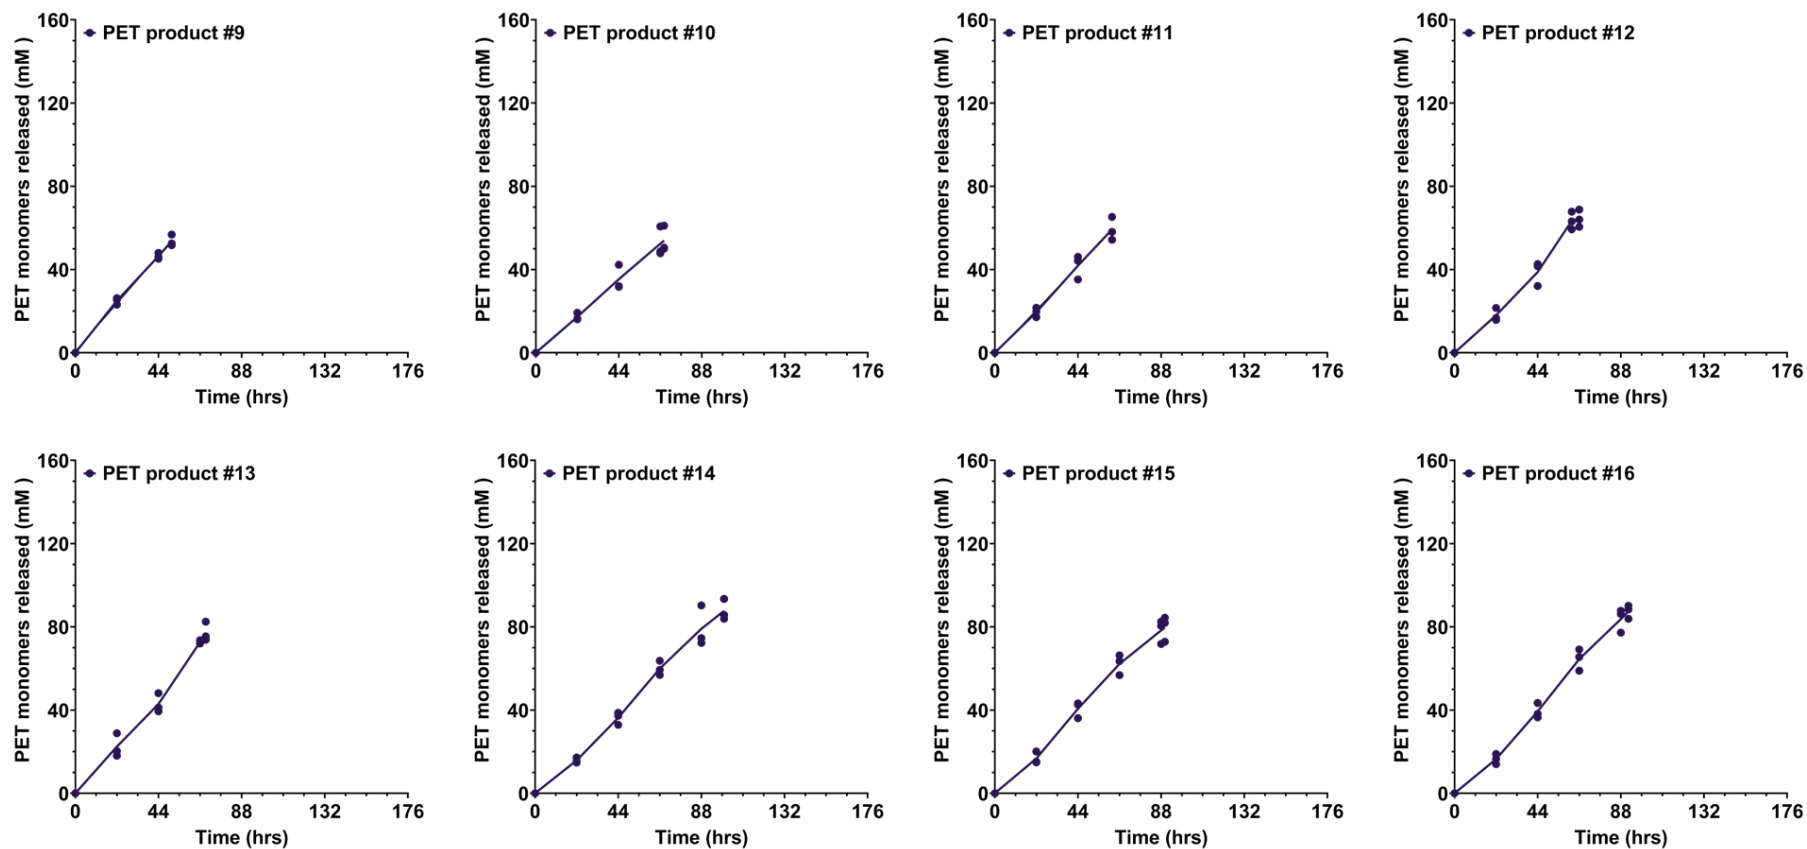 PET product #9
PET monomers released (mM )
160
120
80
40
0
0 44 88 132 176
Time (hrs)
PET product #10
PET monomers released (mM )
160
120
80
40
0
0 44 88 132 176
Time (hrs)
PET product #11
PET monomers released (mM )
160
120
80
40
0
0 44 88 132 176
Time (hrs)
PET product #12
PET monomers released (mM )
160
120
80
40
0
0 44 88 132 176
Time (hrs)
PET product #13
PET monomers released (mM )
160
120
80
40
0
0 44 88 132 176
Time (hrs)
PET product #14
PET monomers released (mM )
160
120
80
40
0
0 44 88 132 176
Time (hrs)
PET product #15
PET monomers released (mM )
160
120
80
40
0
0 44 88 132 176
Time (hrs)
PET product #16
PET monomers released (mM )
160
120
80
40
0
0 44 88 132 176
Time (hrs)